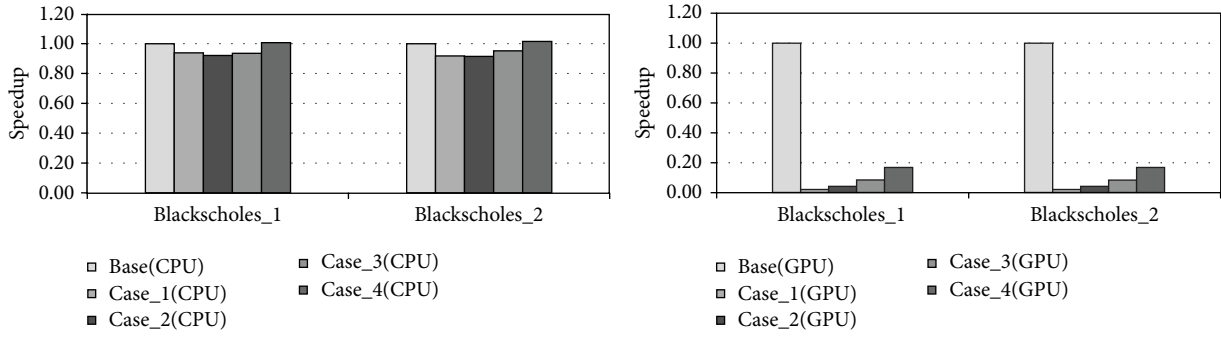 1.20
1.00
0.80
0.60
0.40
0.20
0.00
Speedup
Blackscholes_1
Blackscholes_2
Base(CPU)
Case_1(CPU)
Case_2(CPU)
Case_3(CPU)
Case_4(CPU)
1.20
1.00
0.80
0.60
0.40
0.20
0.00
Speedup
Blackscholes_1
Blackscholes_2
Base(GPU)
Case_1(GPU)
Case_2(GPU)
Case_3(GPU)
Case_4(GPU)